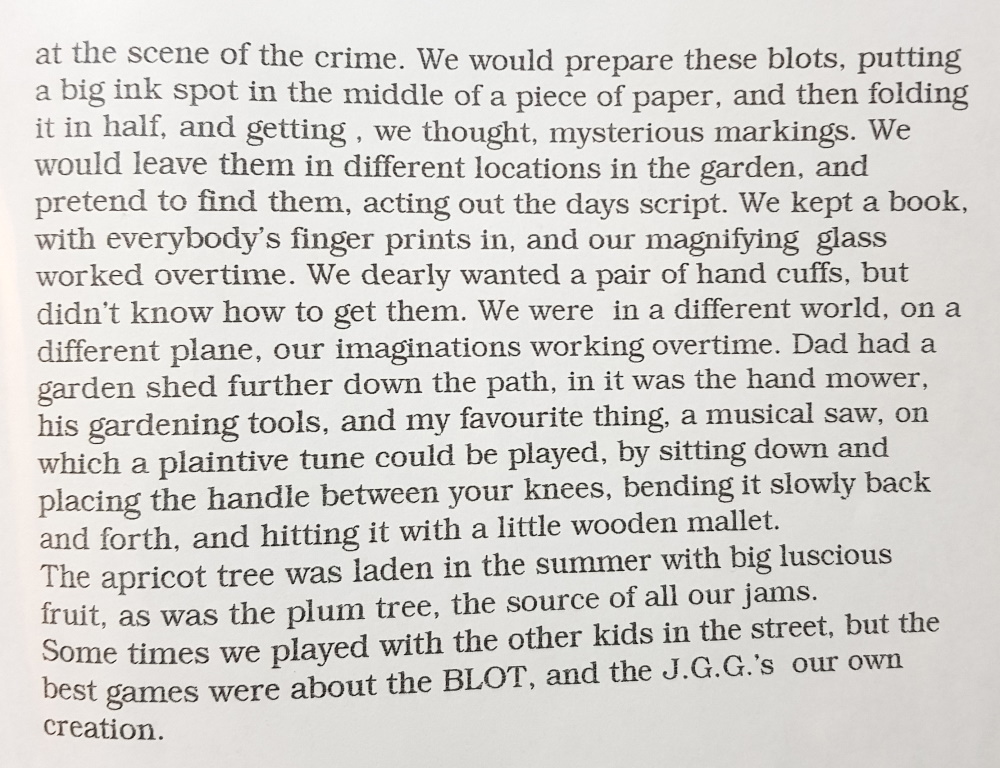 at the scene of the crime. We would prepare these blots, putting
a big ink spot in the middle of a piece of paper, and then folding
it in half, and getting , we thought, mysterious markings. We
would leave them in different locations in the garden, and
pretend to find them, acting out the days script. We kept a book,
with everybody's finger prints in, and our magnifying  glass
worked overtime. We dearly wanted a pair of hand cuffs, but
didn't know how to get them. We were  in a different world, on a
different plane, our imaginations working overtime. Dad had a
garden shed further down the path, in it was the hand mower,
his gardening tools, and my favourite thing, a musical saw, on
which a plaintive tune could be played, by sitting down and
placing the handle between your knees, bending it slowly back
and forth, and hitting it with a little wooden mallet.
The apricot tree was laden in the summer with big luscious
fruit, as was the plum tree, the source of all our jams.
Some times we played with the other kids in the street, but the
best games were about the BLOT, and the J.G.G.'s  our own
creation.